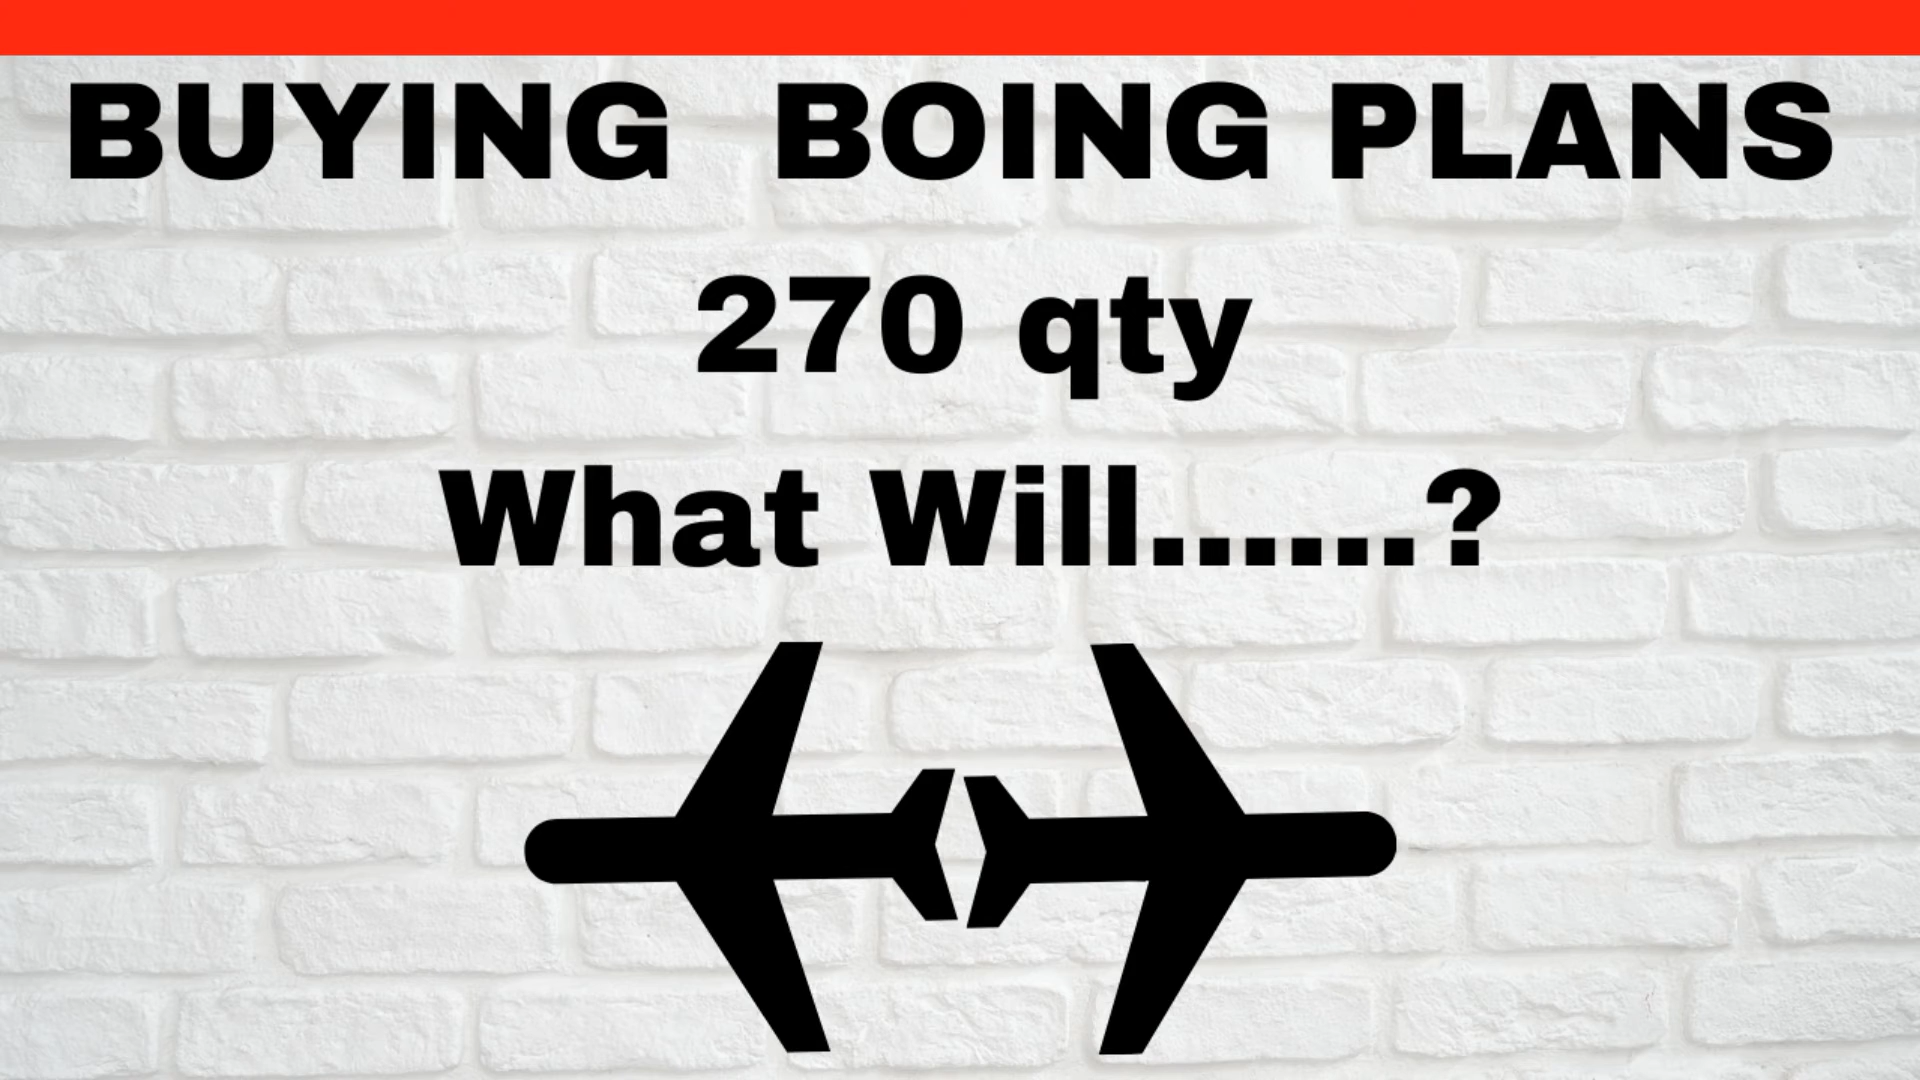 BUYING BOING PLANS
270 qty
What Will......?